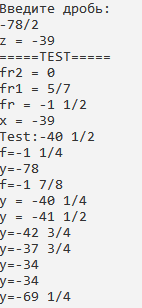 Введите дробь:
-78/2
z = -39
=====TEST=====
fr2 = 0
fr1 = 5/7
fr = -1 1/2
x = -39
Test:-40 1/2
f=-1 1/4
y=-78
f=-1 7/8
y = -40 1/4
y = -41 1/2
y=-42 3/4
y=-37 3/4
y=-34
y=-34
y=-69 1/4